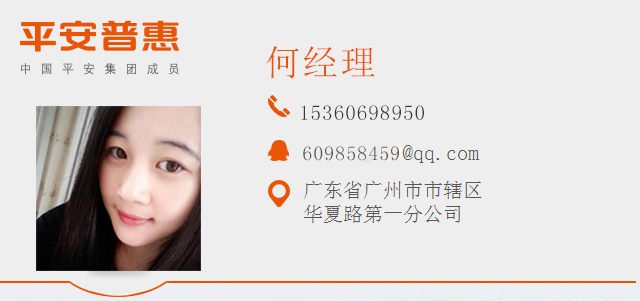 平安普惠
中国平安集团成员
何经理
15360698950
609858459@qq.com
广东省广州市市辖区
华夏路第一分公司